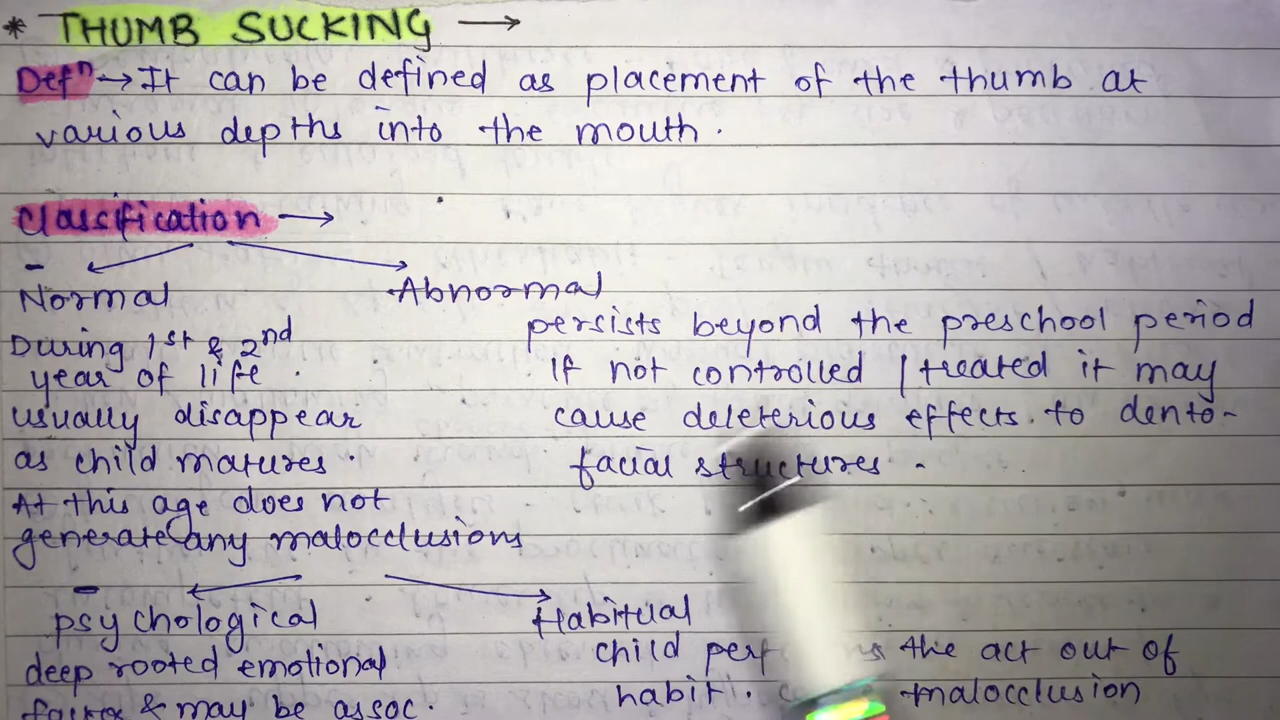 * THUMB SUCKING →
Defⁿ → It can be defined as placement of the thumb at
various depths into the mouth.
Classification →
Normal
During 1st & 2nd
year of life.
usually disappear
as child matures
At this age does not
generate any malocclusions
Abnormal
persists beyond the preschool period
If not controlled / treated it may
cause deleterious effects to dento-
facial structures.
psychological
deep rooted emotional
factor & may be assoc.
Habitual
child the act out of
habit. malocclusion